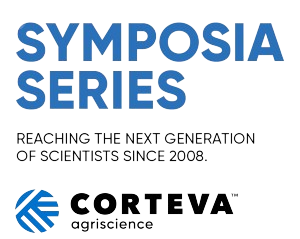 SYMPOSIA
SERIES
REACHING THE NEXT GENERATION
OF SCIENTISTS SINCE 2008.
CORTEVA™
agriscience